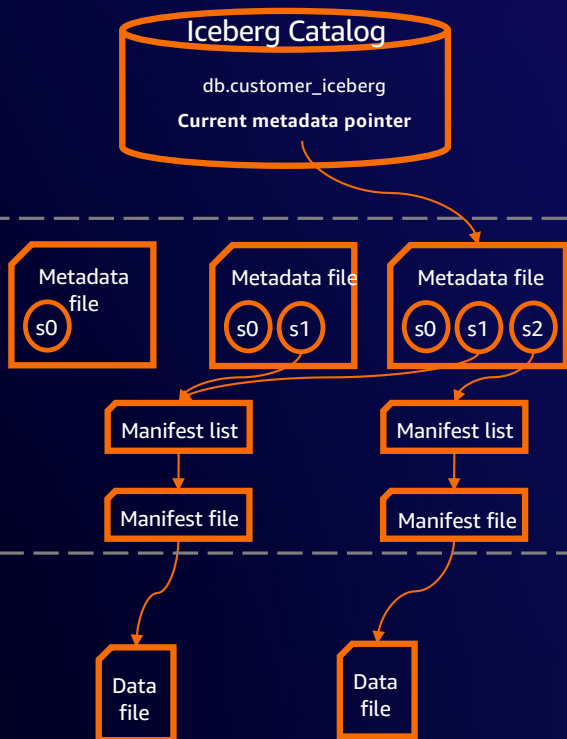 Iceberg Catalog
db.customer_iceberg
Current metadata pointer
Metadata
file
s0
Metadata file
s0
s1
Metadata file
s0
s1
s2
Manifest list
Manifest list
Manifest file
Manifest file
Data
file
Data
file